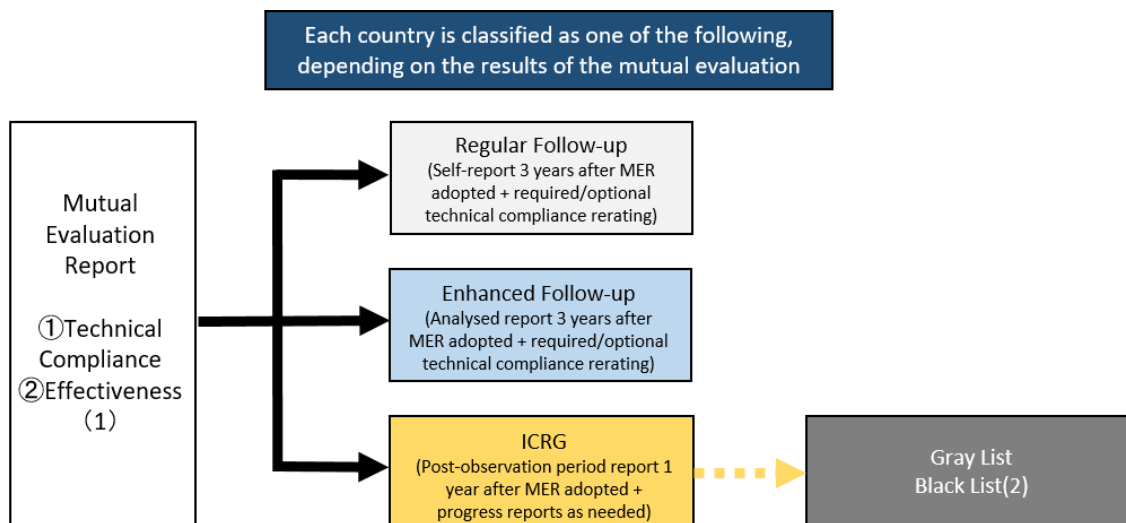 Each country is classified as one of the following,
depending on the results of the mutual evaluation
Mutual
Evaluation
Report
①Technical
Compliance
②Effectiveness
（1）
Regular Follow-up
(Self-report 3 years after MER
adopted + required/optional
technical compliance rerating)
Enhanced Follow-up
(Analysed report 3 years after
MER adopted + required/optional
technical compliance rerating)
ICRG
(Post-observation period report 1
year after MER adopted +
progress reports as needed)
Gray List
Black List(2)